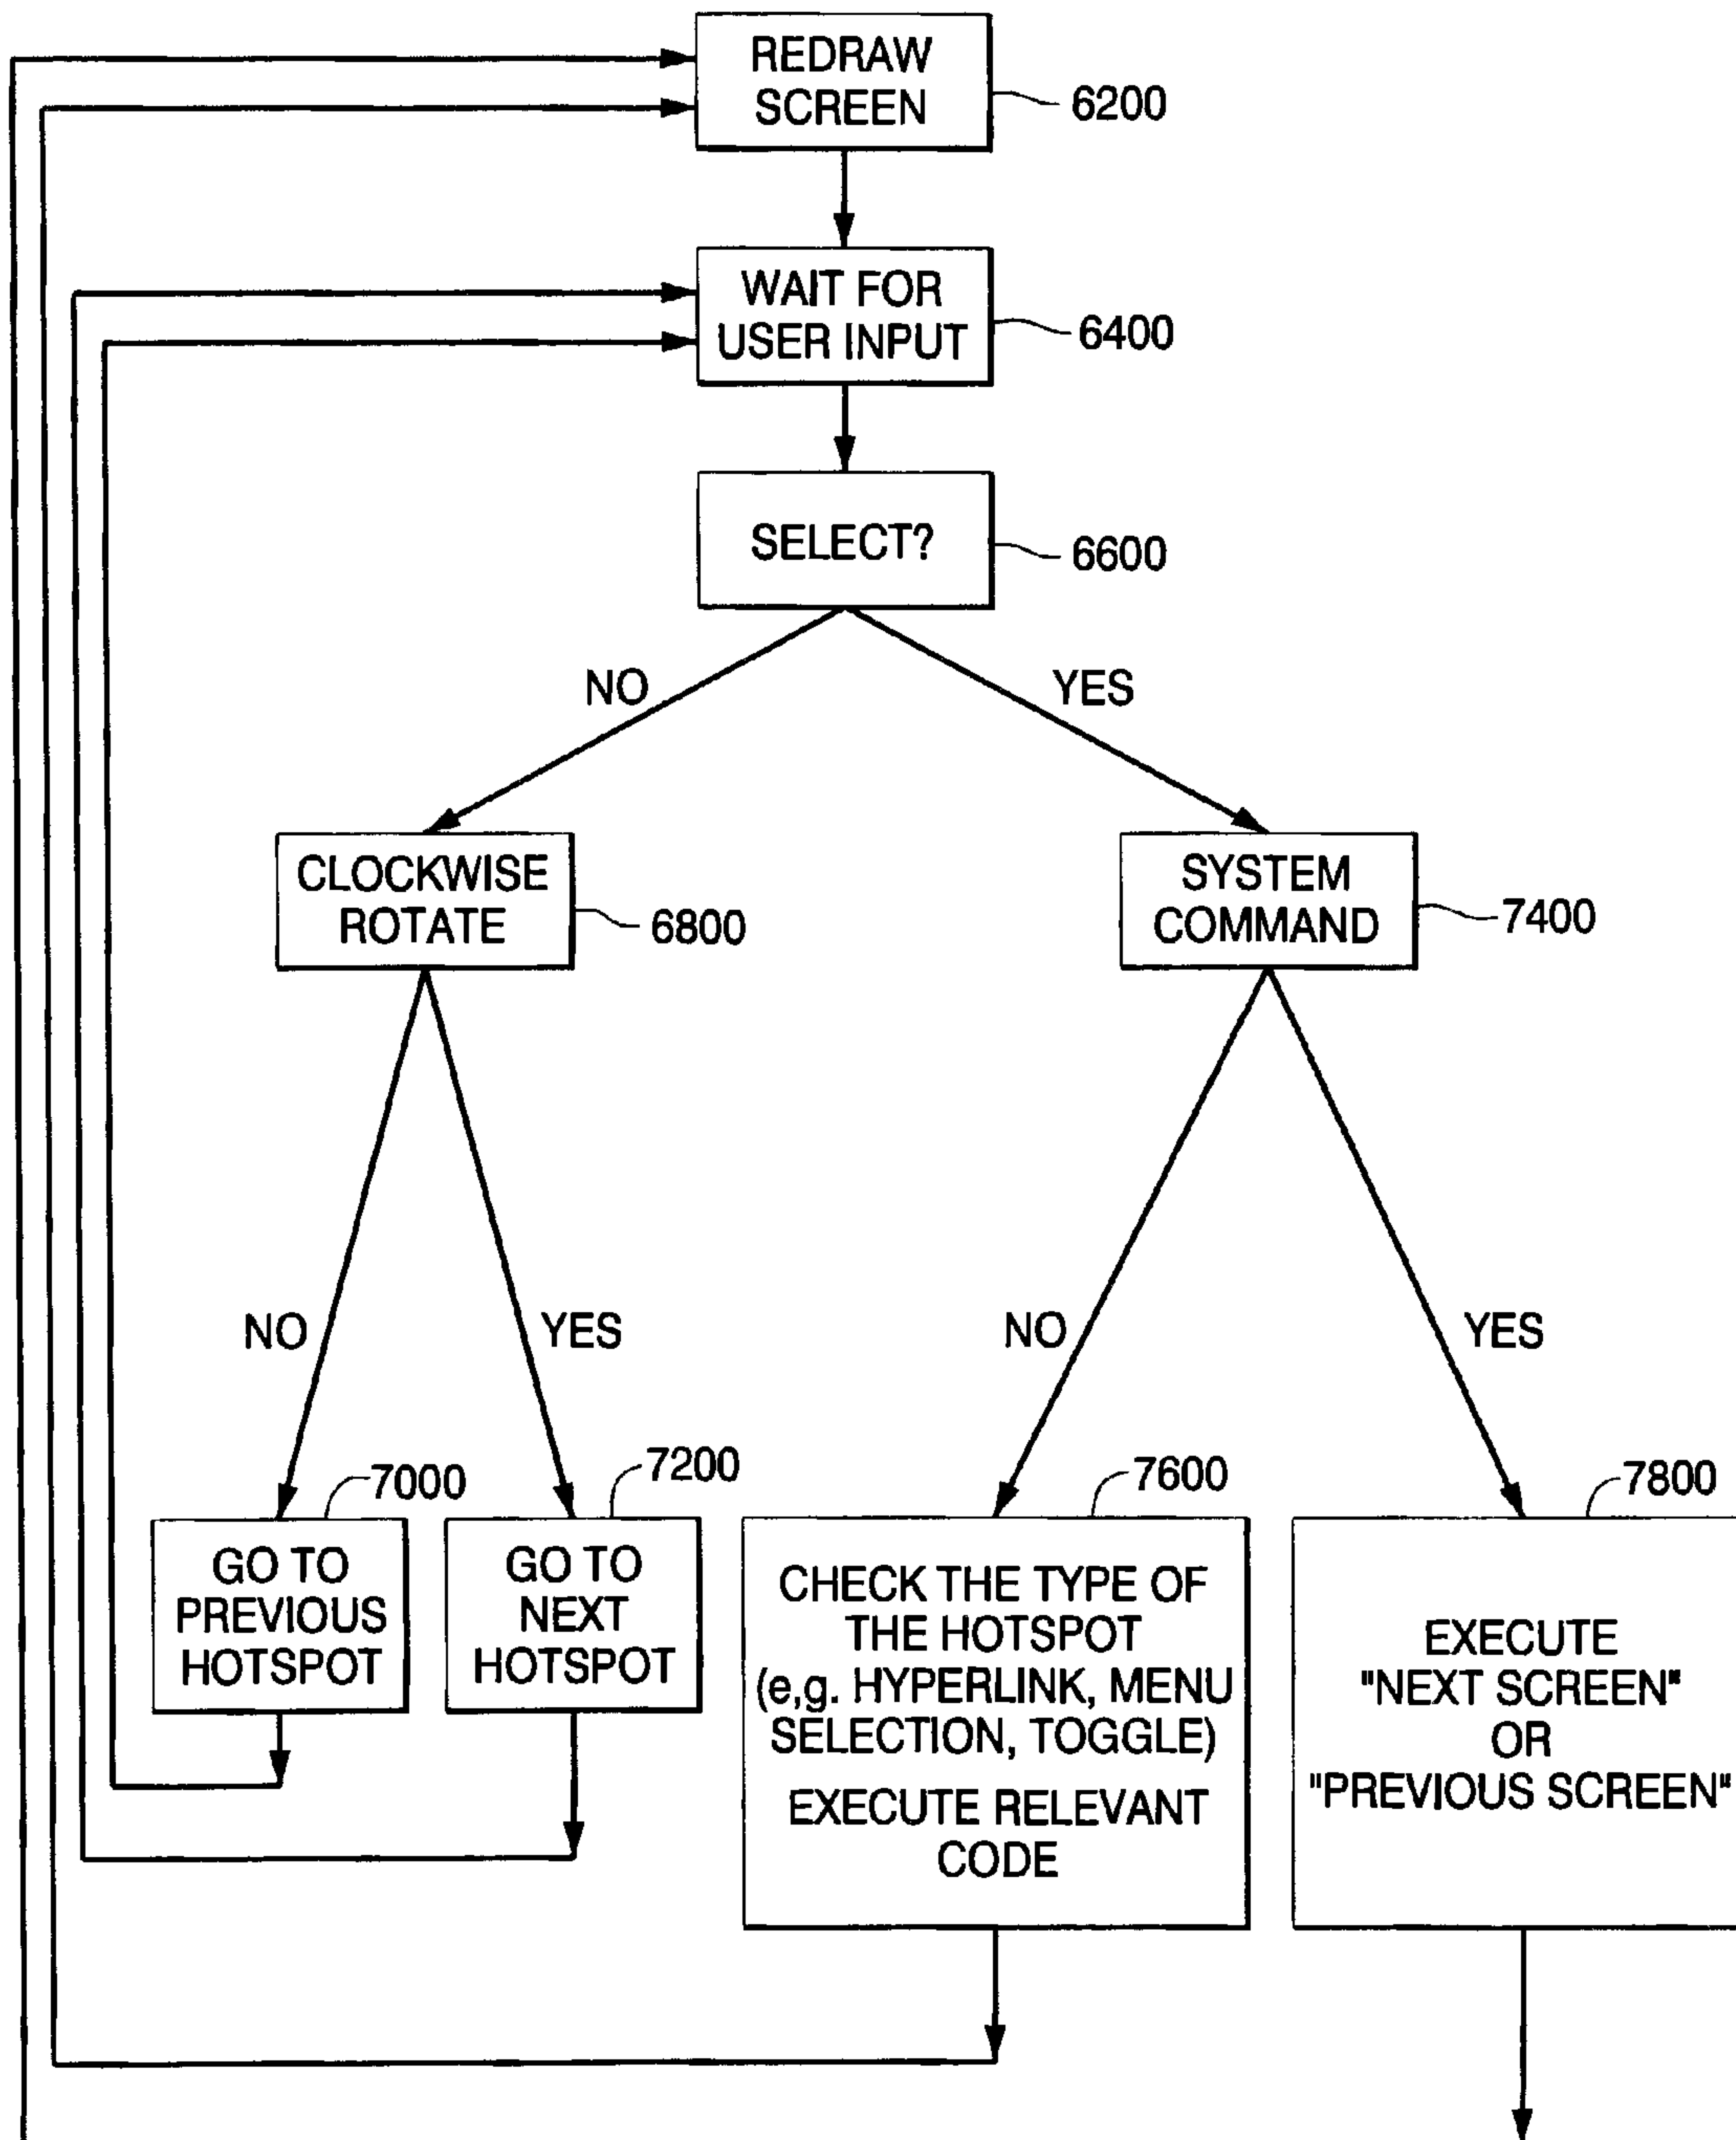 REDRAW
SCREEN
6200
WAIT FOR
USER INPUT
6400
SELECT?
6600
NO
YES
CLOCKWISE
ROTATE
6800
SYSTEM
COMMAND
7400
NO
YES
NO
YES
7000
7200
7600
7800
GO TO
PREVIOUS
HOTSPOT
GO TO
NEXT
HOTSPOT
CHECK THE TYPE OF
THE HOTSPOT
(e,g. HYPERLINK, MENU
SELECTION, TOGGLE)
EXECUTE RELEVANT
CODE
EXECUTE
"NEXT SCREEN"
OR
"PREVIOUS SCREEN"